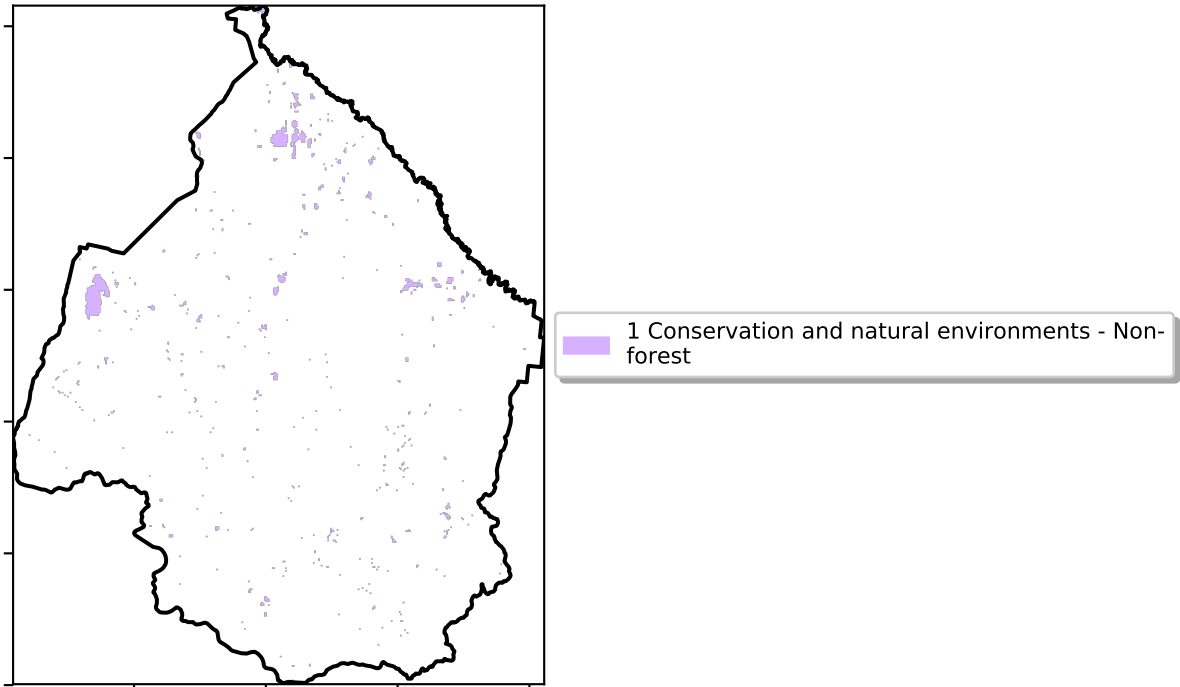 1 Conservation and natural environments - Non-
forest